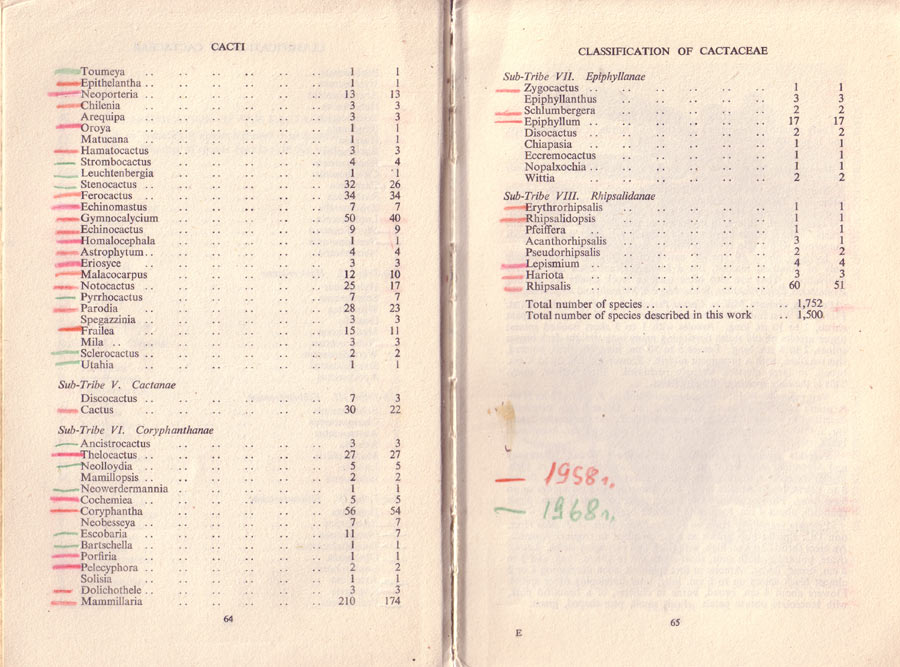 CACTI
Toumeya .. .. .. .. .. 1 1
Epithelantha .. .. .. .. .. 1 1
Neoporteria .. .. .. .. .. 13 13
Chilenia .. .. .. .. .. 3 3
Arequipa .. .. .. .. .. 3 3
Oroya .. .. .. .. .. 1 1
Matucana .. .. .. .. .. 1 1
Hamatocactus .. .. .. .. .. 3 3
Strombocactus .. .. .. .. .. 4 4
Leuchtenbergia .. .. .. .. .. 1 1
Stenocactus .. .. .. .. .. 32 26
Ferocactus .. .. .. .. .. 34 34
Echinomastus .. .. .. .. .. 7 7
Gymnocalycium .. .. .. .. .. 50 40
Echinocactus .. .. .. .. .. 9 9
Homalocephala .. .. .. .. .. 1 1
Astrophytum .. .. .. .. .. 4 4
Eriosyce .. .. .. .. .. 3 3
Malacocarpus .. .. .. .. .. 12 10
Notocactus .. .. .. .. .. 25 17
Pyrrhocactus .. .. .. .. .. 7 7
Parodia .. .. .. .. .. 28 23
Spegazzinia .. .. .. .. .. 3 3
Frailea .. .. .. .. .. 15 11
Mila .. .. .. .. .. 3 3
Sclerocactus .. .. .. .. .. 2 2
Utahia .. .. .. .. .. 1 1
Sub-Tribe V. Cactanae
Discocactus .. .. .. .. .. 7 3
Cactus .. .. .. .. .. 30 22
Sub-Tribe VI. Coryphanthanae
Ancistrocactus .. .. .. .. .. 3 3
Thelocactus .. .. .. .. .. 27 27
Neolloydia .. .. .. .. .. 5 5
Mamillopsis .. .. .. .. .. 2 2
Neowerdermannia .. .. .. .. 1 1
Cochemiea .. .. .. .. .. 5 5
Coryphantha .. .. .. .. .. 56 54
Neobesseya .. .. .. .. .. 7 7
Escobaria .. .. .. .. .. 11 7
Bartschella .. .. .. .. .. 1 1
Porfiria .. .. .. .. .. 1 1
Pelecyphora .. .. .. .. .. 2 2
Solisia .. .. .. .. .. 1 1
Dolichothele .. .. .. .. .. 3 3
Mammillaria .. .. .. .. .. 210 174
64
CLASSIFICATION OF CACTACEAE
Sub-Tribe VII. Epiphyllanae
Zygocactus .. .. .. .. .. 1 1
Epiphyllanthus .. .. .. .. 3 3
Schlumbergera .. .. .. .. 2 2
Epiphyllum .. .. .. .. .. 17 17
Disocactus .. .. .. .. .. 2 2
Chiapasia .. .. .. .. 1 1
Eccremocactus .. .. .. .. 1 1
Nopalxochia .. .. .. .. .. 1 1
Wittia .. .. .. .. 2 2
Sub-Tribe VIII. Rhipsalidanae
Erythrorhipsalis .. .. .. .. 1 1
Rhipsalidopsis .. .. .. .. 1 1
Pfeiffera .. .. .. .. .. 1 1
Acanthorhipsalis .. .. .. .. 3 1
Pseudorhipsalis .. .. .. .. 2 2
Lepismium .. .. .. .. .. 4 4
Hariota .. .. .. .. .. 3 3
Rhipsalis .. .. .. .. .. 60 51
Total number of species .. .. .. .. .. 1,752
Total number of species described in this work .. 1,500
— 1958 г.
— 1968 г.
65
E